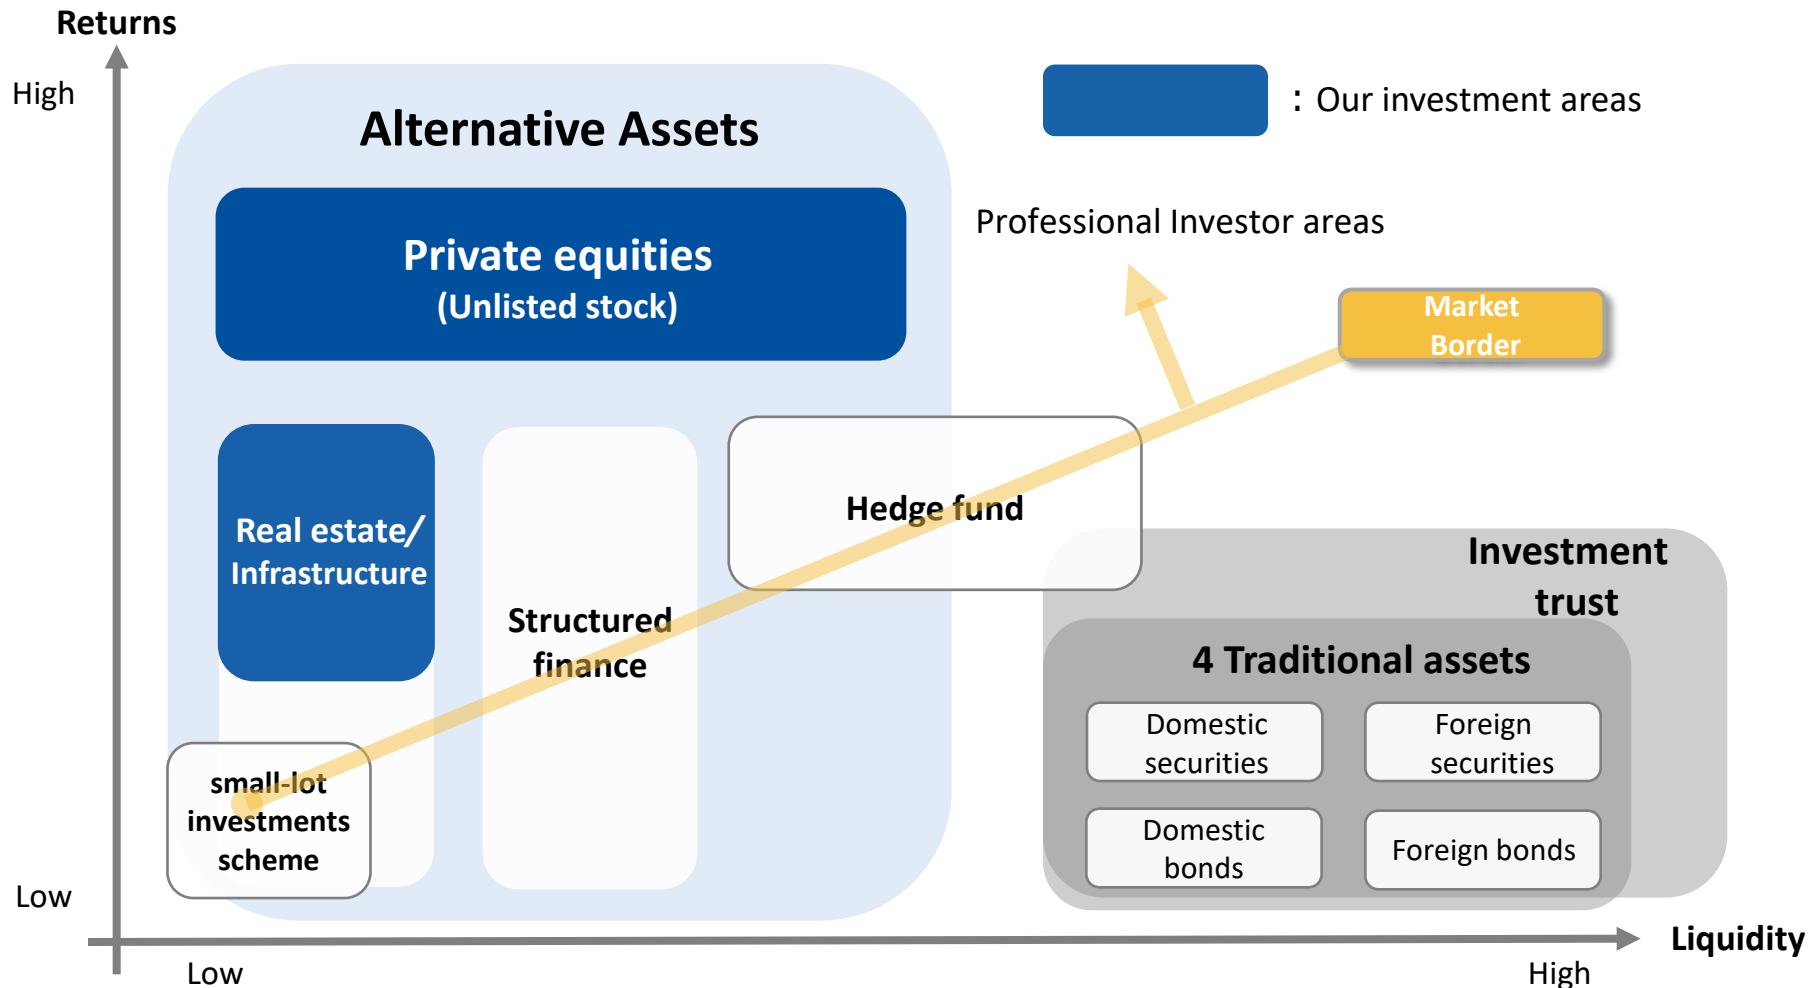 Returns
High
Alternative Assets
: Our investment areas
Private equities
(Unlisted stock)
Professional Investor areas
Market
Border
Real estate/
Infrastructure
Structured
finance
Hedge fund
Investment
trust
4 Traditional assets
Domestic
securities
Foreign
securities
Domestic
bonds
Foreign bonds
small-lot
investments
scheme
Low
Liquidity
Low
High